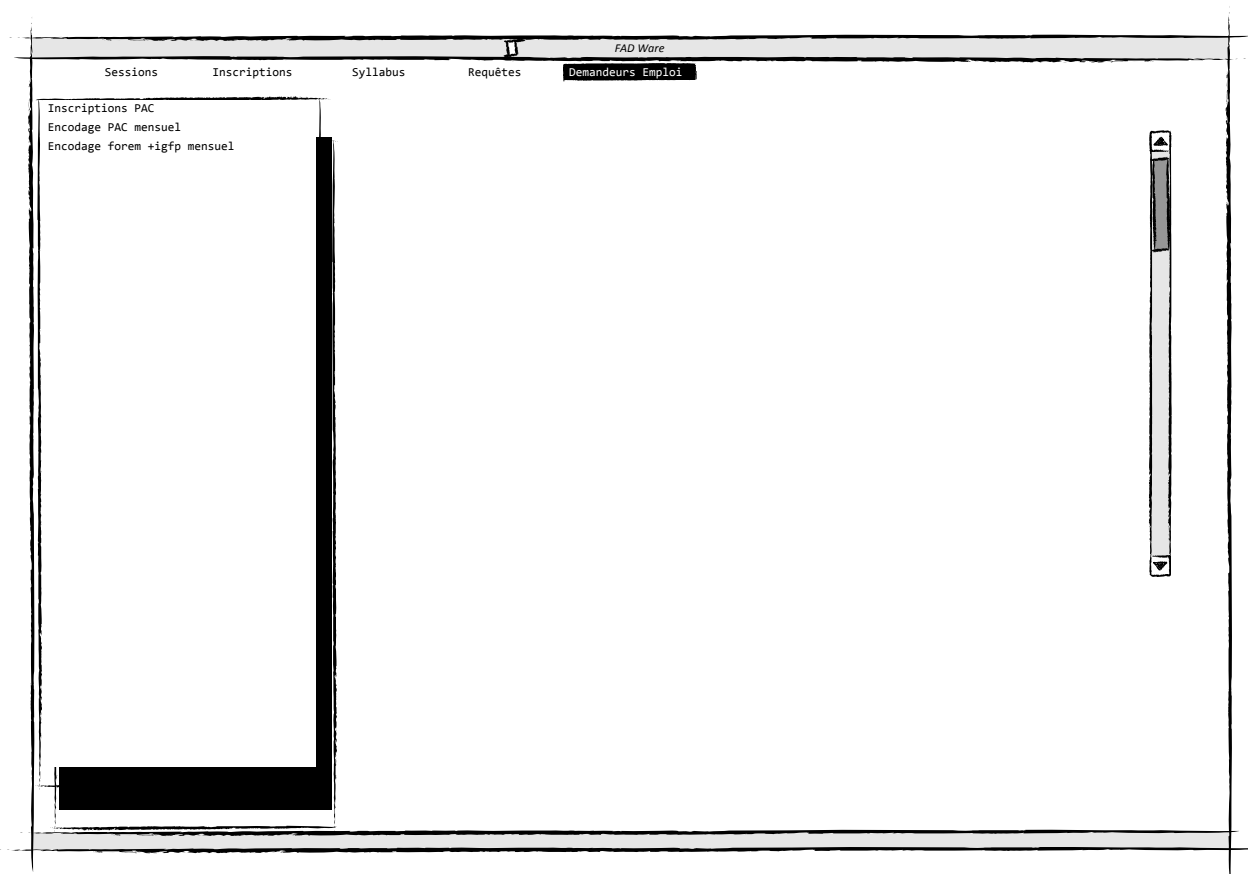 FAD Ware
Sessions Inscriptions Syllabus Requêtes Demandeurs Emploi
Inscriptions PAC
Encodage PAC mensuel
Encodage forem +igfp mensuel